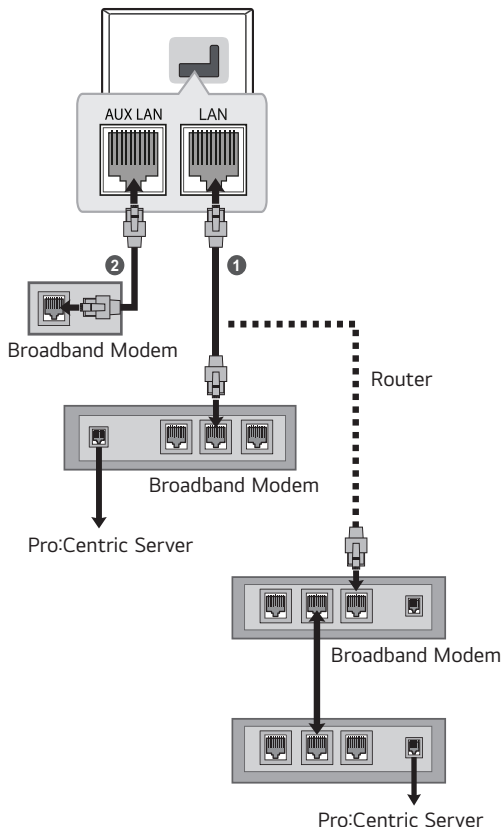 AUX LAN
LAN
2
1
Broadband Modem
Router
Broadband Modem
Pro:Centric Server
Broadband Modem
Pro:Centric Server